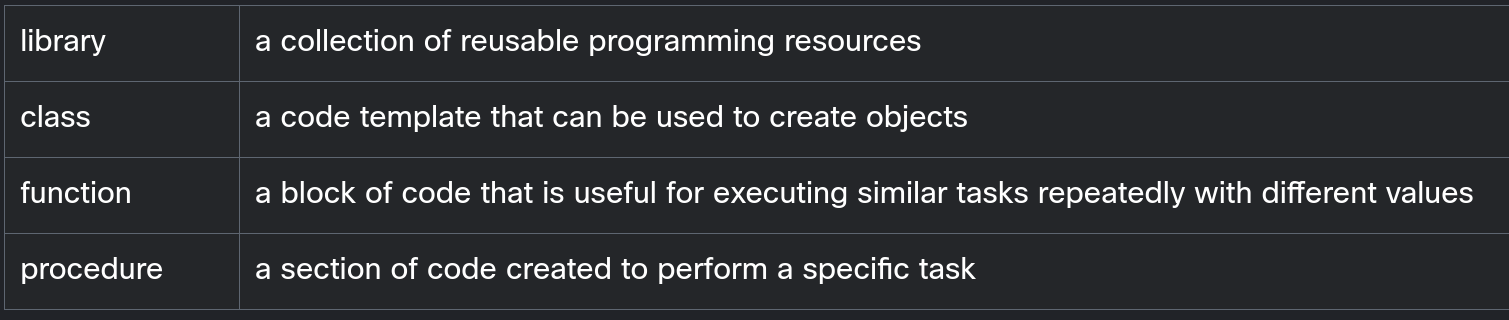 library a collection of reusable programming resources
class a code template that can be used to create objects
function a block of code that is useful for executing similar tasks repeatedly with different values
procedure a section of code created to perform a specific task